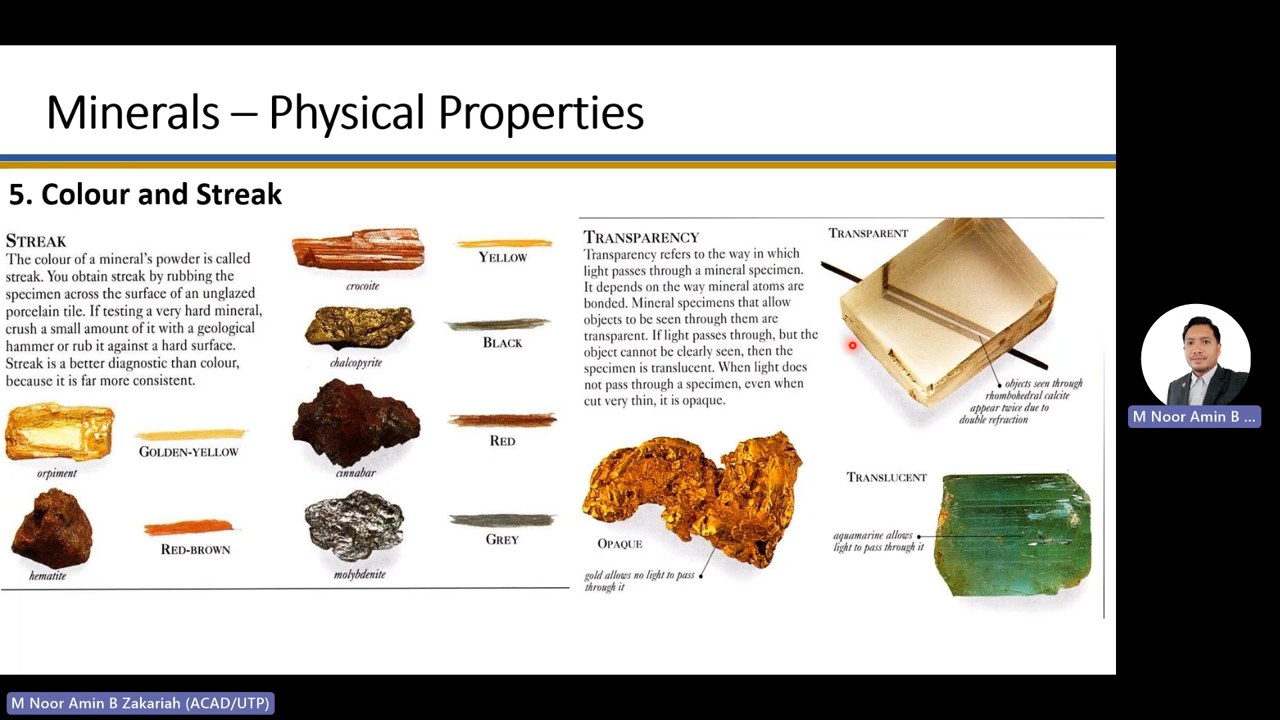 Minerals – Physical Properties
5. Colour and Streak
STREAK
The colour of a mineral's powder is called
streak. You obtain streak by rubbing the
specimen across the surface of an unglazed
porcelain tile. If testing a very hard mineral,
crush a small amount of it with a geological
hammer or rub it against a hard surface.
Streak is a better diagnostic than colour,
because it is far more consistent.
orpiment
GOLDEN-YELLOW
hematite
RED-BROWN
crocoite
YELLOW
chalcopyrite
BLACK
cinnabar
RED
molybdenite
GREY
TRANSPARENCY
Transparency refers to the way in which
light passes through a mineral specimen.
It depends on the way mineral atoms are
bonded. Mineral specimens that allow
objects to be seen through them are
transparent. If light passes through, but the
object cannot be clearly seen, then the
specimen is translucent. When light does
not pass through a specimen, even when
cut very thin, it is opaque.
TRANSPARENT
objects seen through
rhombohedral calcite
appear twice due to
double refraction
OPAQUE
gold allows no light to pass
through it
TRANSLUCENT
aquamarine allows
light to pass through it
M Noor Amin B ...
M Noor Amin B Zakariah (ACAD/UTP)